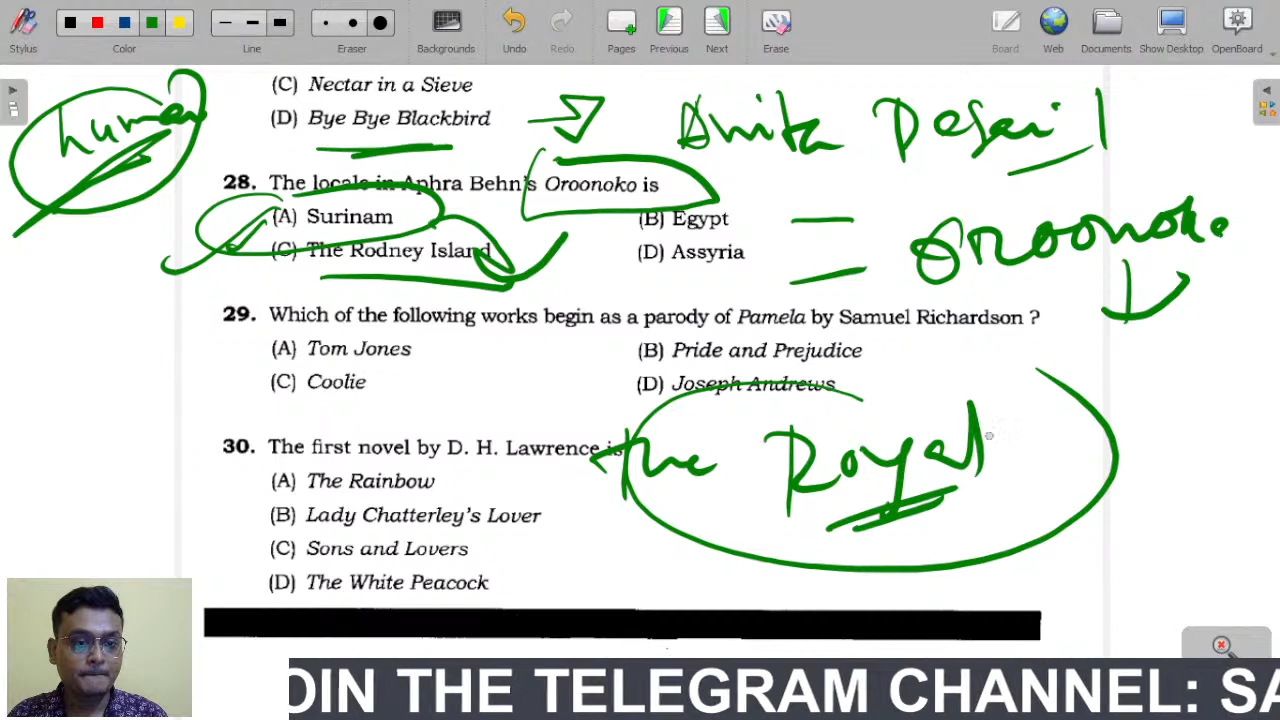 Stylus
Color
Line
Eraser
Backgrounds
Undo
Redo
Pages
Previous
Next
Erase
Board
Web
Documents
Show Desktop
OpenBoard
human
(C) Nectar in a Sieve
(D) Bye Bye Blackbird
Anita Desai
28. The locale in Aphra Behn's Oroonoko is
(A) Surinam
(B) Egypt
(C) The Rodney Island
(D) Assyria
Oroonoko
29. Which of the following works begin as a parody of Pamela by Samuel Richardson ?
(A) Tom Jones
(B) Pride and Prejudice
(C) Coolie
(D) Joseph Andrews
The Royal
30. The first novel by D. H. Lawrence is
(A) The Rainbow
(B) Lady Chatterley's Lover
(C) Sons and Lovers
(D) The White Peacock
OIN THE TELEGRAM CHANNEL: SA